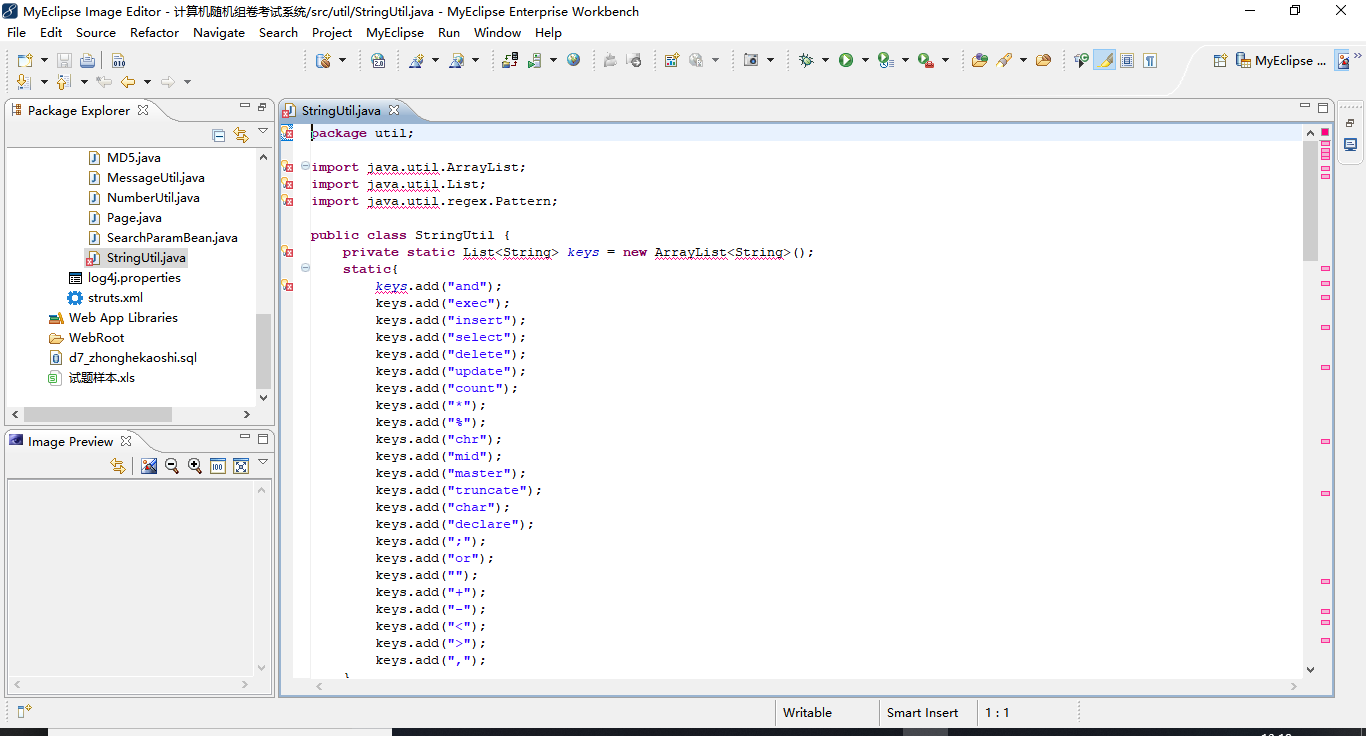 MyEclipse Image Editor - 计算机随机组卷考试系统/src/util/StringUtil.java - MyEclipse Enterprise Workbench
File Edit Source Refactor Navigate Search Project MyEclipse Run Window Help
MyEclipse ...
Package Explorer
MD5.java
MessageUtil.java
NumberUtil.java
Page.java
SearchParamBean.java
StringUtil.java
log4j.properties
struts.xml
Web App Libraries
WebRoot
d7_zhonghekaoshi.sql
试题样本.xls
Image Preview
StringUtil.java
package util;
import java.util.ArrayList;
import java.util.List;
import java.util.regex.Pattern;
public class StringUtil {
private static List<String> keys = new ArrayList<String>();
static{
keys.add("and");
keys.add("exec");
keys.add("insert");
keys.add("select");
keys.add("delete");
keys.add("update");
keys.add("count");
keys.add("*");
keys.add("%");
keys.add("chr");
keys.add("mid");
keys.add("master");
keys.add("truncate");
keys.add("char");
keys.add("declare");
keys.add(";");
keys.add("or");
keys.add("");
keys.add("+");
keys.add("-");
keys.add("<");
keys.add(">");
keys.add(",");
Writable
Smart Insert
1 : 1